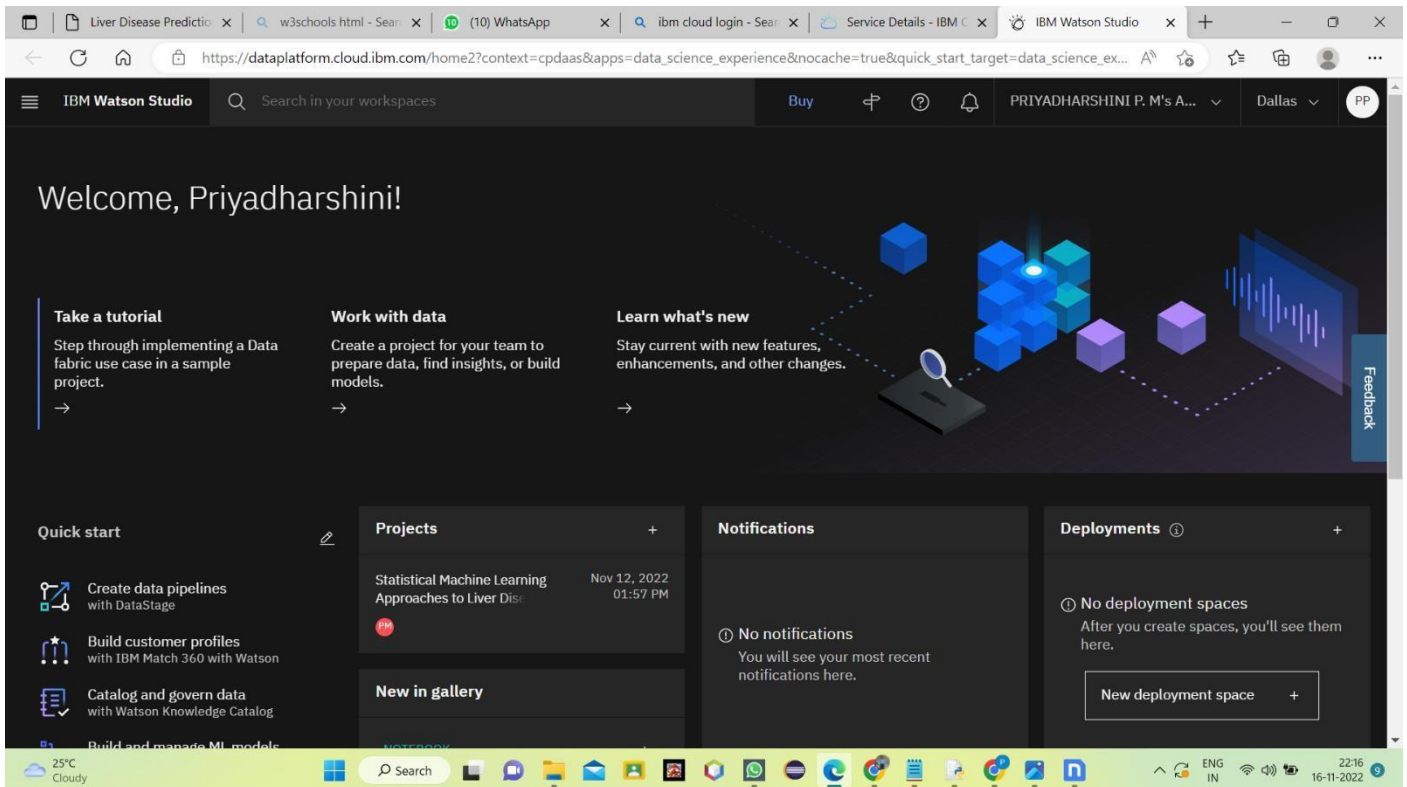 Liver Disease Predictio
w3schools html - Sear
(10) WhatsApp
ibm cloud login - Sear
Service Details - IBM C
IBM Watson Studio
https://dataplatform.cloud.ibm.com/home2?context=cpdaas&apps=data_science_experience&nocache=true&quick_start_target=data_science_ex...
IBM Watson Studio
Search in your workspaces
Buy
PRIYADHARSHINI P. M's A...
Dallas
PP
Welcome, Priyadharshini!
Take a tutorial
Step through implementing a Data
fabric use case in a sample
project.
Work with data
Create a project for your team to
prepare data, find insights, or build
models.
Learn what's new
Stay current with new features,
enhancements, and other changes.
Feedback
Quick start
Create data pipelines
with DataStage
Build customer profiles
with IBM Match 360 with Watson
Catalog and govern data
with Watson Knowledge Catalog
Build and manage ML models
Projects
Statistical Machine Learning
Approaches to Liver Dise
Nov 12, 2022
01:57 PM
PM
New in gallery
NOTEBOOK
Notifications
No notifications
You will see your most recent
notifications here.
Deployments
No deployment spaces
After you create spaces, you'll see them
here.
New deployment space +
25°C
Cloudy
Search
ENG
IN
22:16
16-11-2022
9